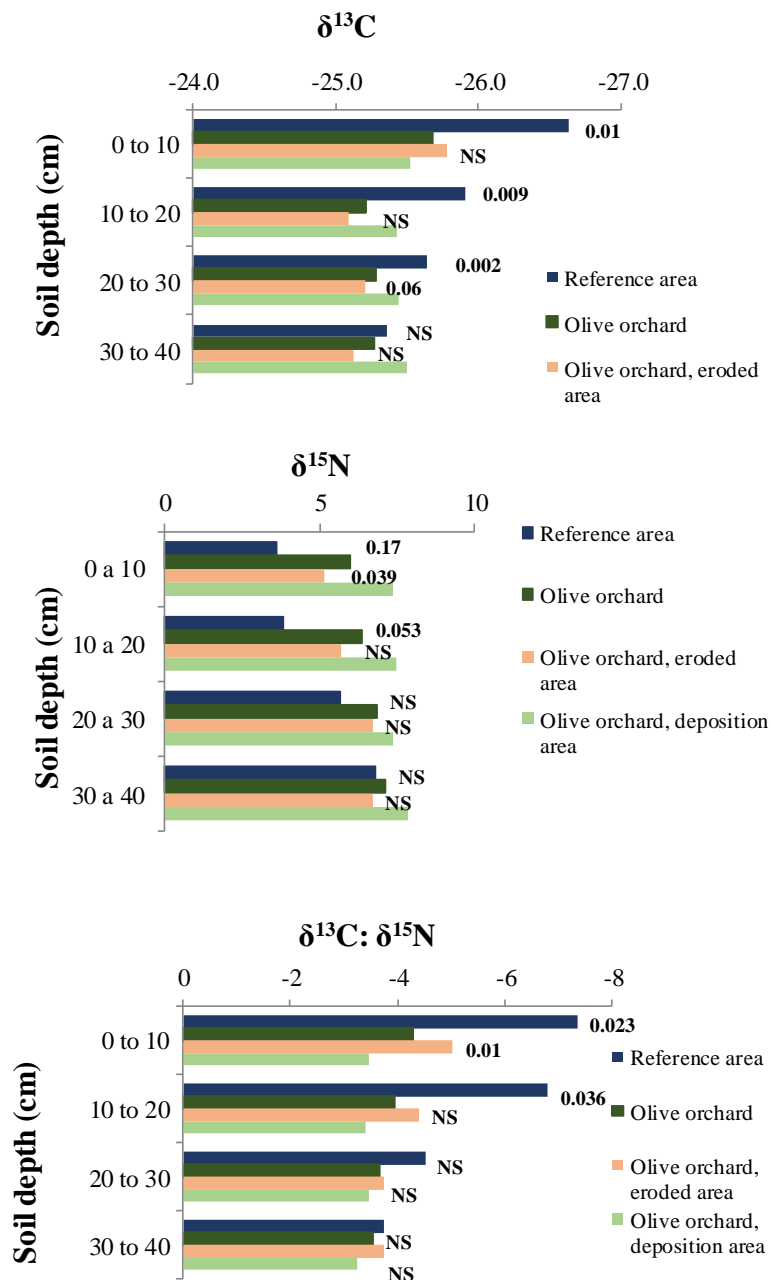 δ¹³C
-24.0 -25.0 -26.0 -27.0
Soil depth (cm)
0 to 10
0.01
NS
10 to 20
0.009
NS
20 to 30
0.002
0.06
30 to 40
NS
NS
Reference area
Olive orchard
Olive orchard, eroded
area
δ¹⁵N
0 5 10
Soil depth (cm)
0 a 10
0.17
0.039
10 a 20
0.053
NS
20 a 30
NS
NS
30 a 40
NS
NS
Reference area
Olive orchard
Olive orchard, eroded
area
Olive orchard, deposition
area
δ¹³C: δ¹⁵N
0 -2 -4 -6 -8
Soil depth (cm)
0 to 10
0.023
0.01
10 to 20
0.036
NS
20 to 30
NS
NS
30 to 40
NS
NS
Reference area
Olive orchard
Olive orchard,
eroded area
Olive orchard,
deposition area